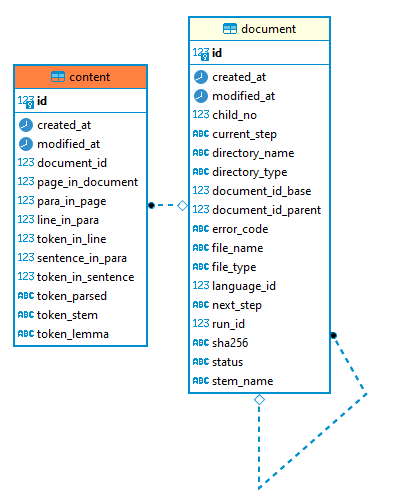 content
123 id
created_at
modified_at
123 document_id
123 page_in_document
123 para_in_page
123 line_in_para
123 token_in_line
123 sentence_in_para
123 token_in_sentence
ABC token_parsed
ABC token_stem
ABC token_lemma
document
123 id
created_at
modified_at
123 child_no
ABC current_step
ABC directory_name
ABC directory_type
123 document_id_base
123 document_id_parent
ABC error_code
ABC file_name
ABC file_type
123 language_id
ABC next_step
123 run_id
ABC sha256
ABC status
ABC stem_name